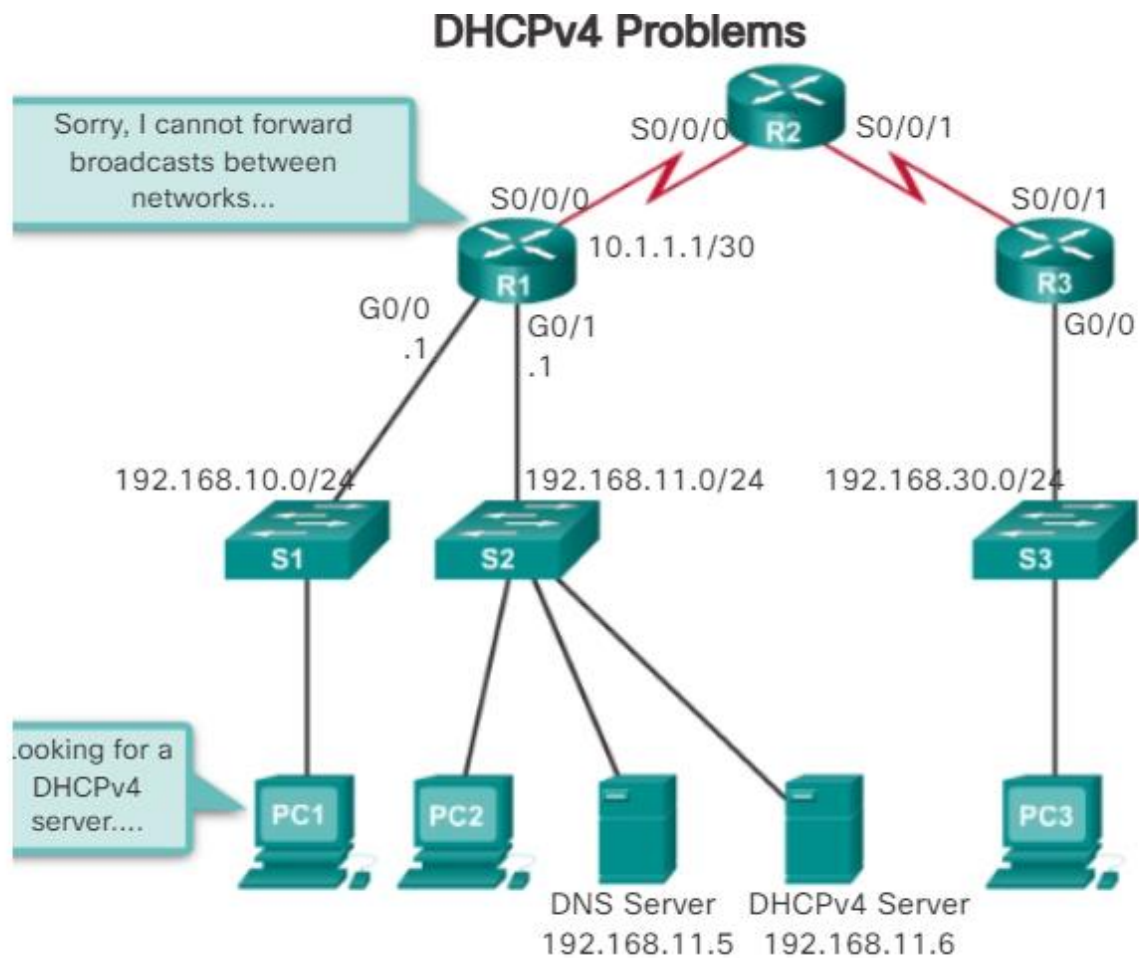 DHCPv4 Problems
Sorry, I cannot forward
broadcasts between
networks...
S0/0/0
R2
S0/0/1
S0/0/0
R1
10.1.1.1/30
S0/0/1
R3
G0/0
.1
G0/1
.1
G0/0
192.168.10.0/24
192.168.11.0/24
192.168.30.0/24
S1
S2
S3
ooking for a
DHCPv4
server....
PC1
PC2
PC3
DNS Server
192.168.11.5
DHCPv4 Server
192.168.11.6